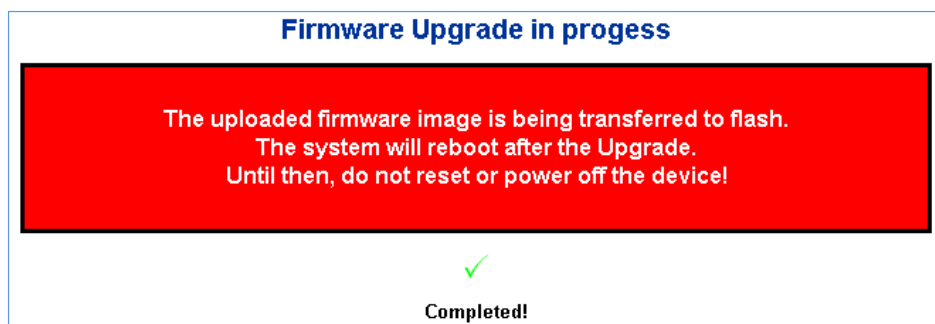 Firmware Upgrade in progess
The uploaded firmware image is being transferred to flash.
The system will reboot after the Upgrade.
Until then, do not reset or power off the device!
Completed!